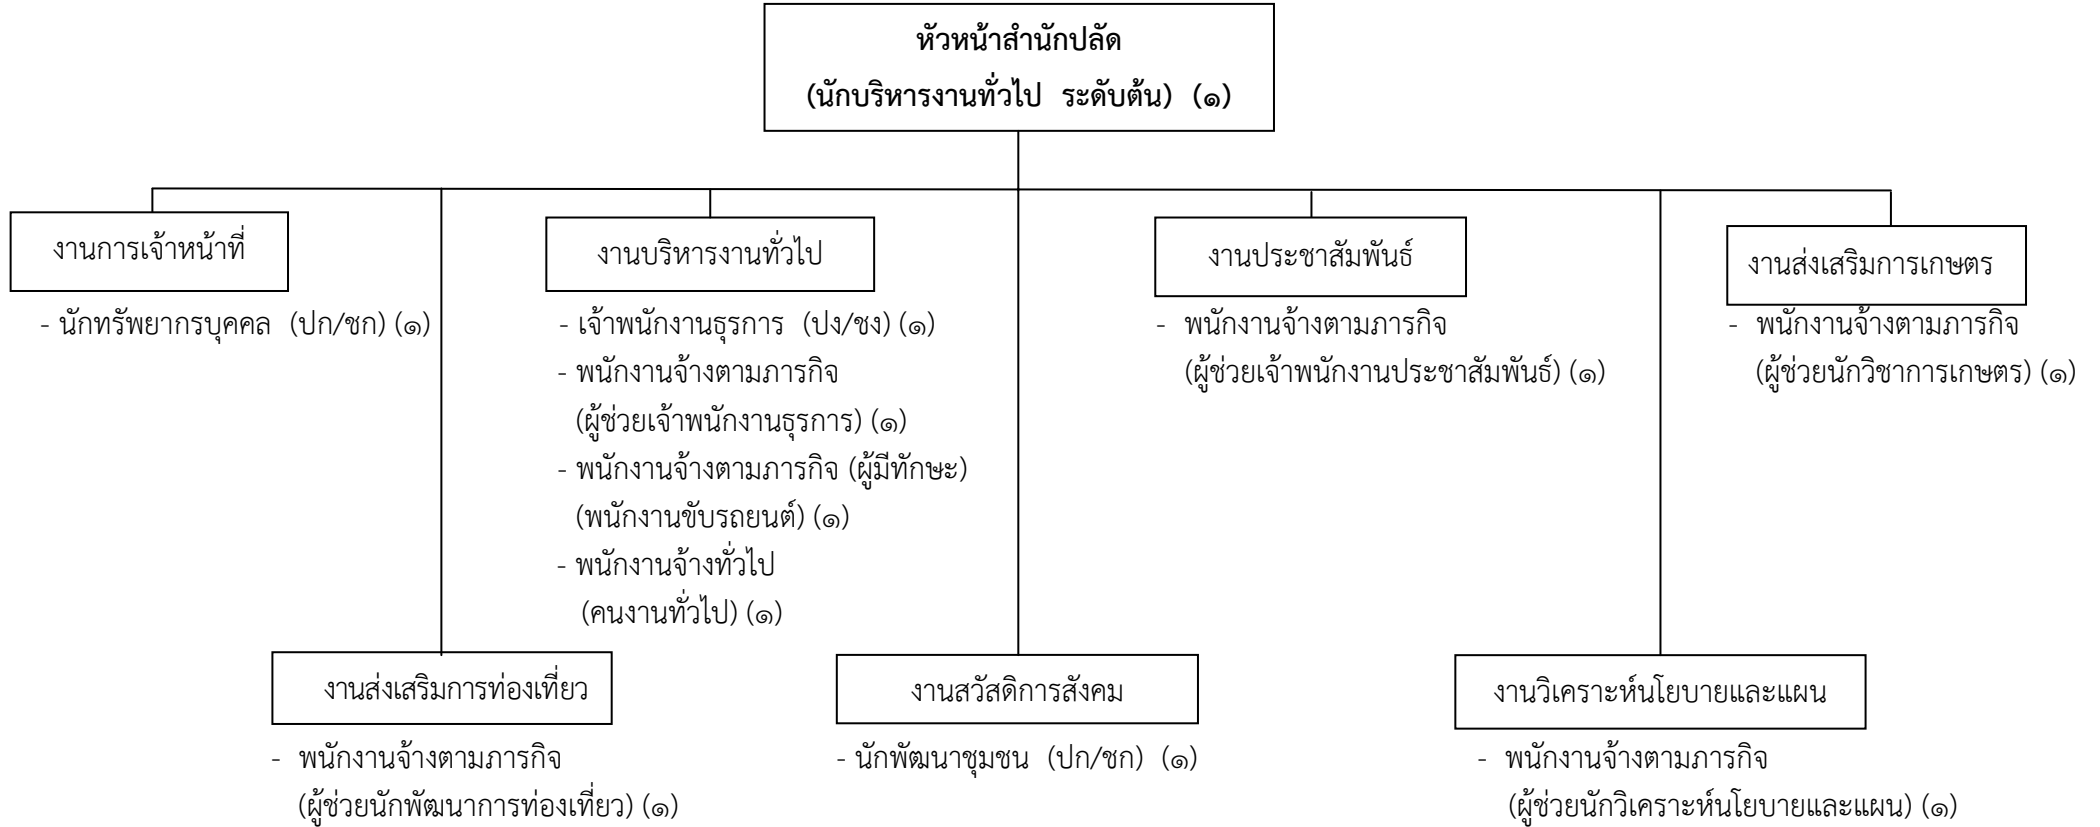 หัวหน้าสำนักปลัด
(นักบริหารงานทั่วไป ระดับต้น) (๑)
งานการเจ้าหน้าที่
- นักทรัพยากรบุคคล (ปก/ชก) (๑)
งานบริหารงานทั่วไป
- เจ้าพนักงานธุรการ (ปง/ชง) (๑)
- พนักงานจ้างตามภารกิจ
(ผู้ช่วยเจ้าพนักงานธุรการ) (๑)
- พนักงานจ้างตามภารกิจ (ผู้มีทักษะ)
(พนักงานขับรถยนต์) (๑)
- พนักงานจ้างทั่วไป
(คนงานทั่วไป) (๑)
งานประชาสัมพันธ์
- พนักงานจ้างตามภารกิจ
(ผู้ช่วยเจ้าพนักงานประชาสัมพันธ์) (๑)
งานส่งเสริมการเกษตร
- พนักงานจ้างตามภารกิจ
(ผู้ช่วยนักวิชาการเกษตร) (๑)
งานส่งเสริมการท่องเที่ยว
- พนักงานจ้างตามภารกิจ
(ผู้ช่วยนักพัฒนาการท่องเที่ยว) (๑)
งานสวัสดิการสังคม
- นักพัฒนาชุมชน (ปก/ชก) (๑)
งานวิเคราะห์นโยบายและแผน
- พนักงานจ้างตามภารกิจ
(ผู้ช่วยนักวิเคราะห์นโยบายและแผน) (๑)